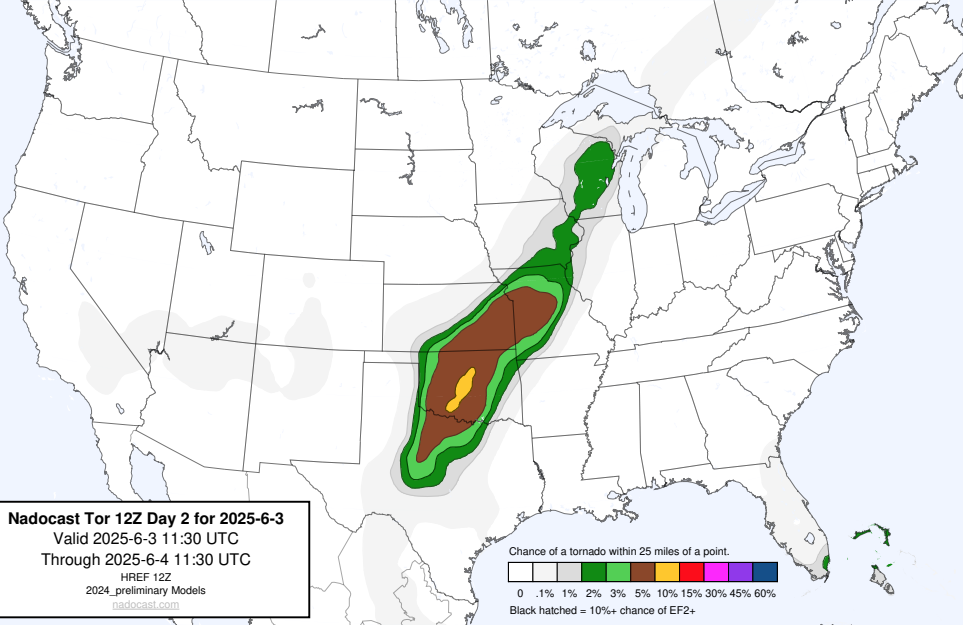 Nadocast Tor 12Z Day 2 for 2025-6-3
Valid 2025-6-3 11:30 UTC
Through 2025-6-4 11:30 UTC
HREF 12Z
2024_preliminary Models
nadocast.com
Chance of a tornado within 25 miles of a point.
0 .1% 1% 2% 3% 5% 10% 15% 30% 45% 60%
Black hatched = 10%+ chance of EF2+